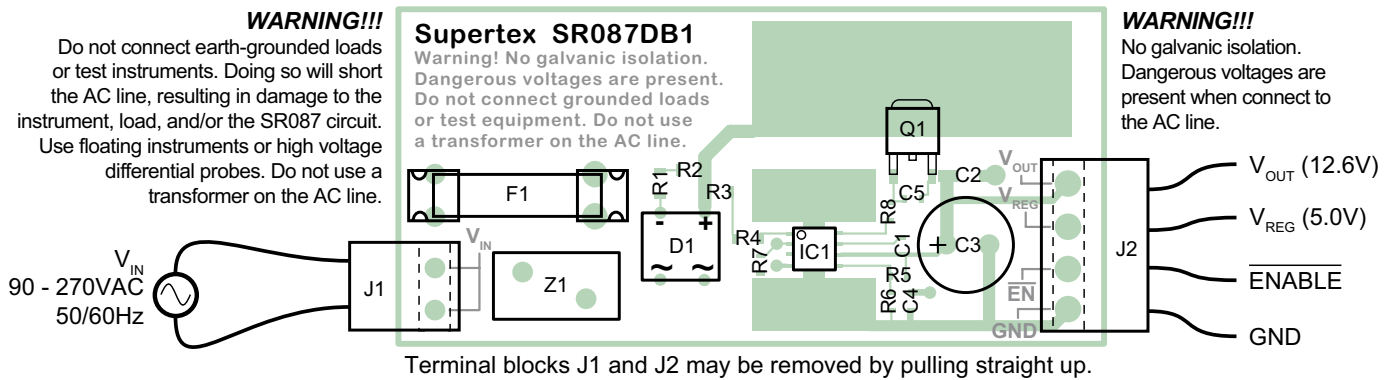 WARNING!!!
Do not connect earth-grounded loads
or test instruments. Doing so will short
the AC line, resulting in damage to the
instrument, load, and/or the SR087 circuit.
Use floating instruments or high voltage
differential probes. Do not use a
transformer on the AC line.
VIN
90 - 270VAC
50/60Hz
J1
Supertex SR087DB1
Warning! No galvanic isolation.
Dangerous voltages are present.
Do not connect grounded loads
or test equipment. Do not use
a transformer on the AC line.
F1
VIN
Z1
R1
R2
R3
- +
D1
~ ~
R4
R7
IC1
Q1
R8
C5
C2
C1
+ C3
R5
R6
C4
VOUT
VREG
EN
GND
J2
WARNING!!!
No galvanic isolation.
Dangerous voltages are
present when connect to
the AC line.
VOUT (12.6V)
VREG (5.0V)
ENABLE
GND
Terminal blocks J1 and J2 may be removed by pulling straight up.